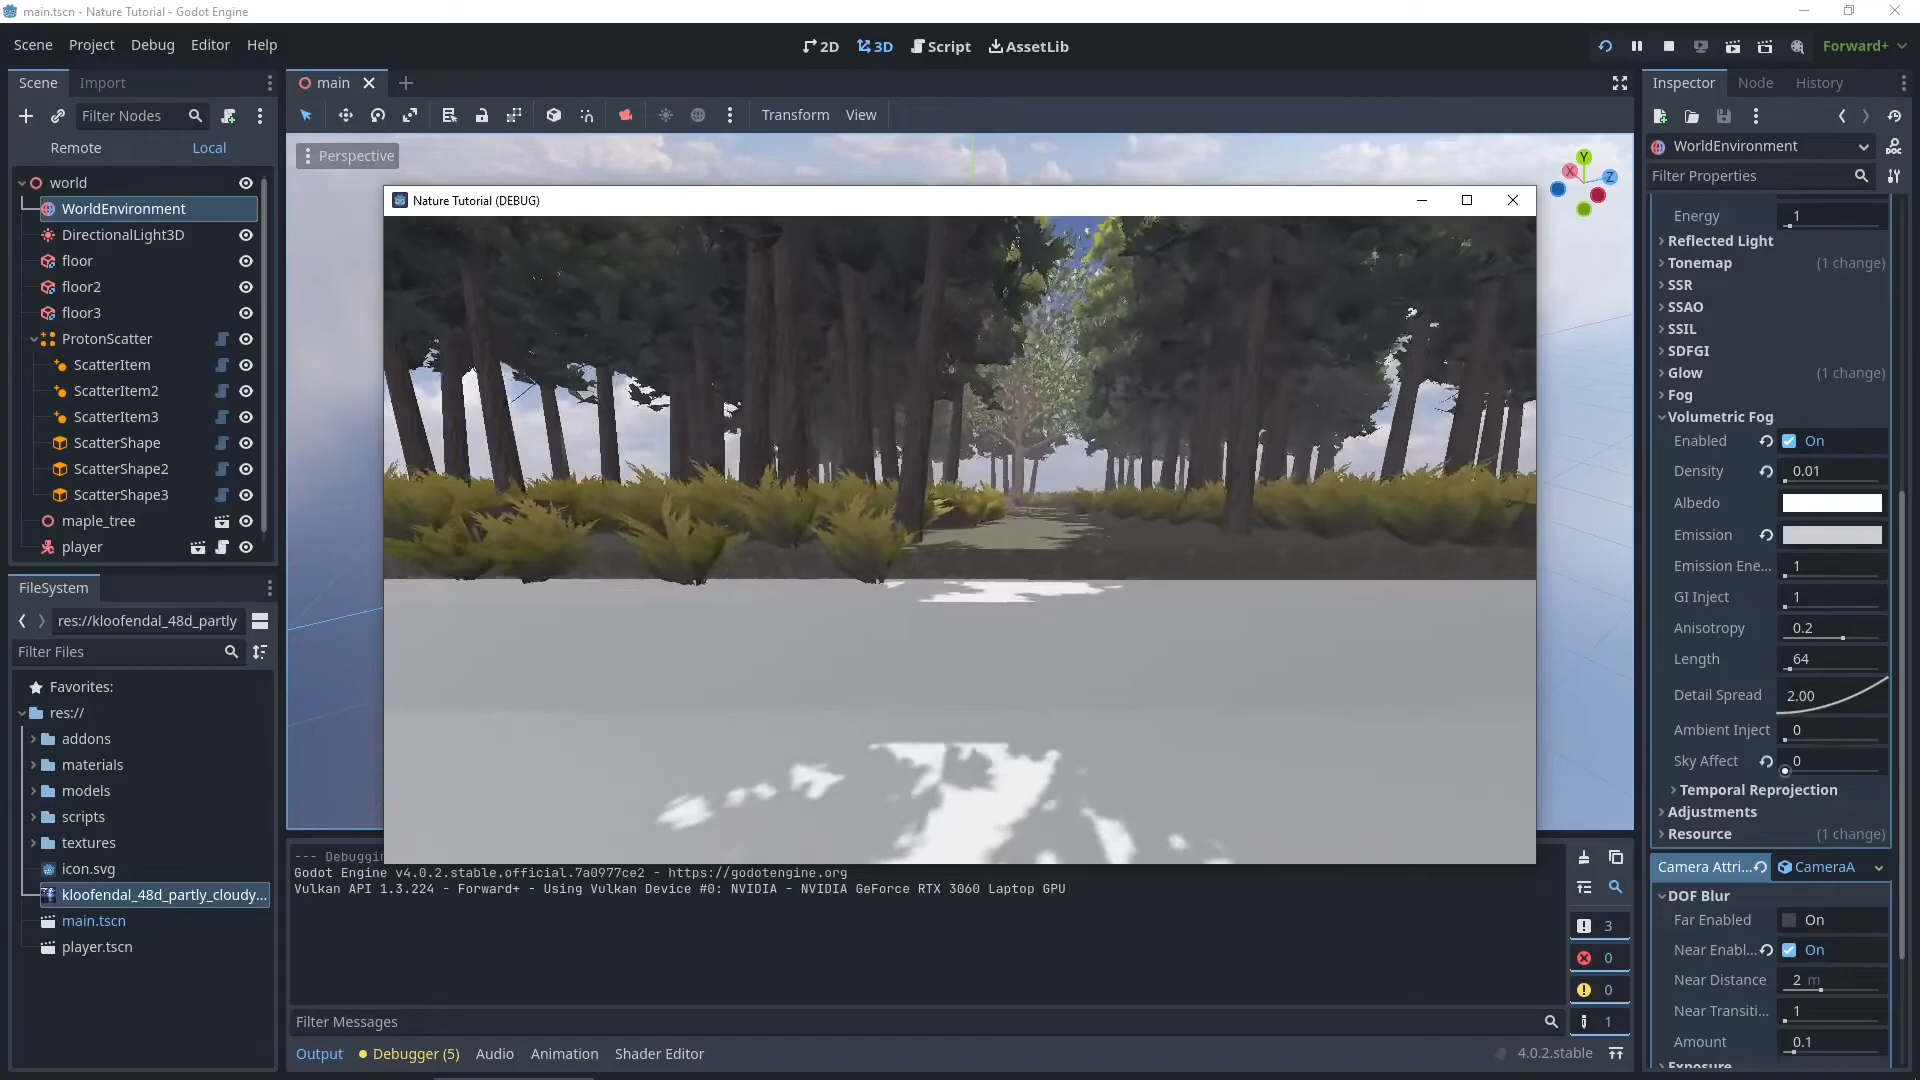 main.tscn - Nature Tutorial - Godot Engine
Scene Project Debug Editor Help
2D 3D Script AssetLib
Forward+
Scene Import
main
Inspector Node History
Filter Nodes
Transform View
Remote Local
WorldEnvironment
Perspective
Filter Properties
world
WorldEnvironment
DirectionalLight3D
floor
floor2
floor3
ProtonScatter
ScatterItem
ScatterItem2
ScatterItem3
ScatterShape
ScatterShape2
ScatterShape3
maple_tree
player
Nature Tutorial (DEBUG)
Y
X
Z
Energy 1
Reflected Light
Tonemap (1 change)
SSR
SSAO
SSIL
SDFGI
Glow (1 change)
Fog
Volumetric Fog
Enabled On
Density 0.01
Albedo
Emission
Emission Ene... 1
GI Inject 1
Anisotropy 0.2
Length 64
Detail Spread 2.00
Ambient Inject 0
Sky Affect 0
Temporal Reprojection
Adjustments
Resource (1 change)
Camera Attri... CameraA
DOF Blur
Far Enabled On
Near Enabl... On
Near Distance 2 m
Near Transiti... 1
Amount 0.1
Exposure
FileSystem
res://kloofendal_48d_partly
Filter Files
Favorites:
res://
addons
materials
models
scripts
textures
icon.svg
kloofendal_48d_partly_cloudy...
main.tscn
player.tscn
--- Debuggin
Godot Engine v4.0.2.stable.official.7a0977ce2 - https://godotengine.org
Vulkan API 1.3.224 - Forward+ - Using Vulkan Device #0: NVIDIA - NVIDIA GeForce RTX 3060 Laptop GPU
3
0
0
1
Filter Messages
Output Debugger (5) Audio Animation Shader Editor
4.0.2.stable